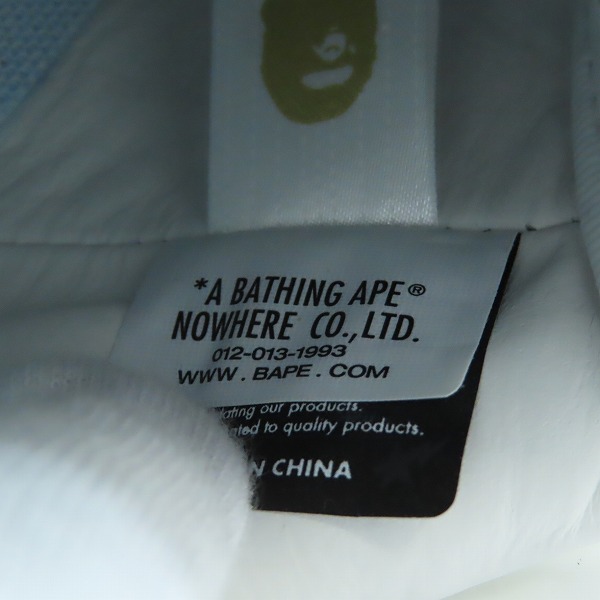 *A BATHING APE®
NOWHERE CO.,LTD.
012-013-1993
WWW.BAPE.COM
our products.
to quality products.
CHINA